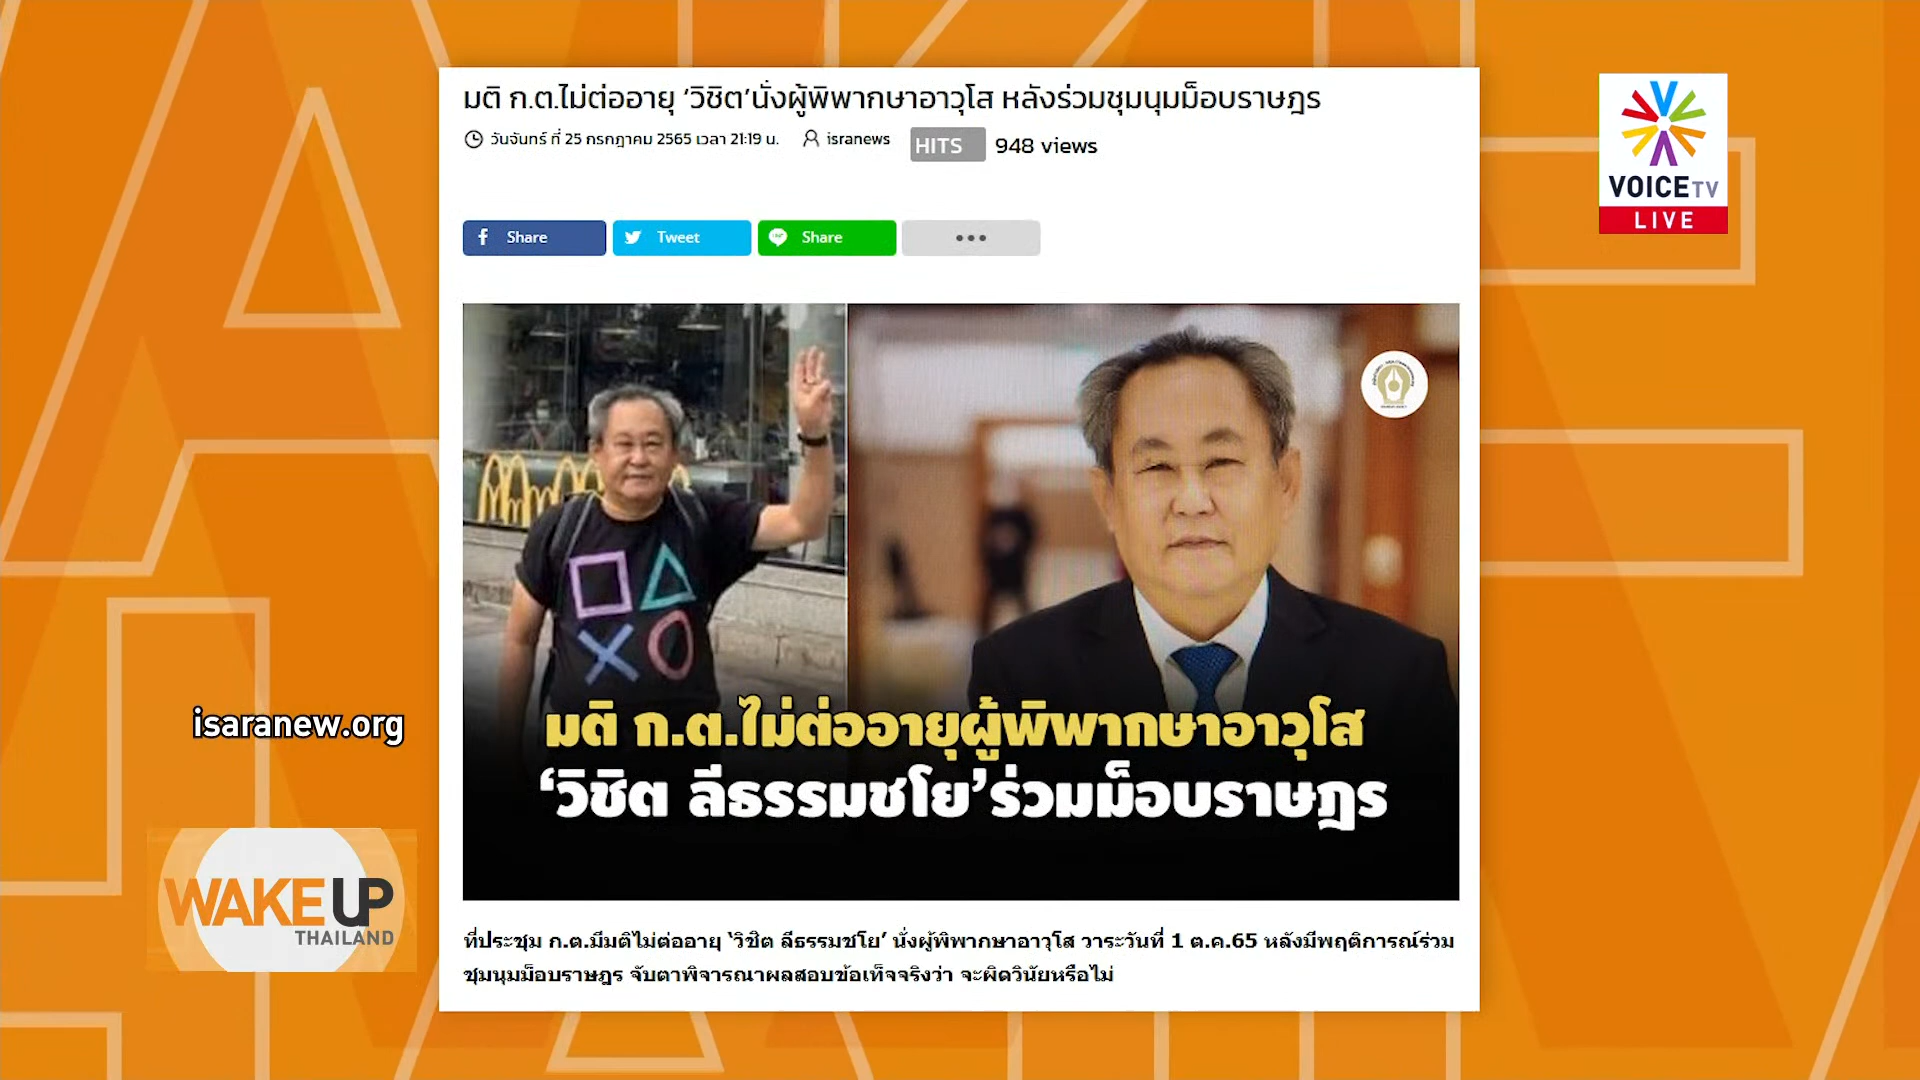 มติ ก.ต.ไม่ต่ออายุ ‘วิชิต’นั่งผู้พิพากษาอาวุโส หลังร่วมชุมนุมม็อบราษฎร
วันจันทร์ ที่ 25 กรกฎาคม 2565 เวลา 21:19 น. isranews HITS 948 views
Share Tweet Share
VOICE TV
LIVE
มติ ก.ต.ไม่ต่ออายุผู้พิพากษาอาวุโส
‘วิชิต ลีธรรมชโย’ร่วมม็อบราษฎร
isaranew.org
WAKE UP
THAILAND
ที่ประชุม ก.ต.มีมติไม่ต่ออายุ ‘วิชิต ลีธรรมชโย’ นั่งผู้พิพากษาอาวุโส วาระวันที่ 1 ต.ค.65 หลังมีพฤติการณ์ร่วม
ชุมนุมม็อบราษฎร จับตาพิจารณาผลสอบข้อเท็จจริงว่า จะผิดวินัยหรือไม่